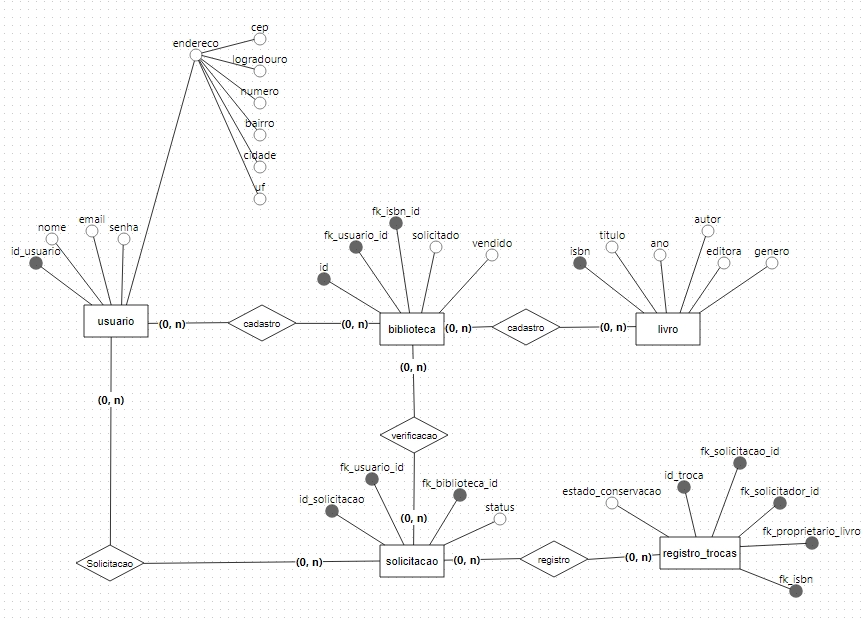 cep
endereco
logradouro
numero
bairro
cidade
uf
nome
email
senha
id_usuario
fk_isbn_id
fk_usuario_id
solicitado
vendido
id
autor
titulo
ano
editora
genero
isbn
usuario
(0, n)
cadastro
(0, n)
biblioteca
(0, n)
cadastro
(0, n)
livro
(0, n)
(0, n)
verificacao
fk_usuario_id
fk_biblioteca_id
id_solicitacao
status
(0, n)
fk_solicitacao_id
id_troca
estado_conservacao
fk_solicitador_id
fk_proprietario_livro
Solicitacao
(0, n)
solicitacao
(0, n)
registro
(0, n)
registro_trocas
fk_isbn